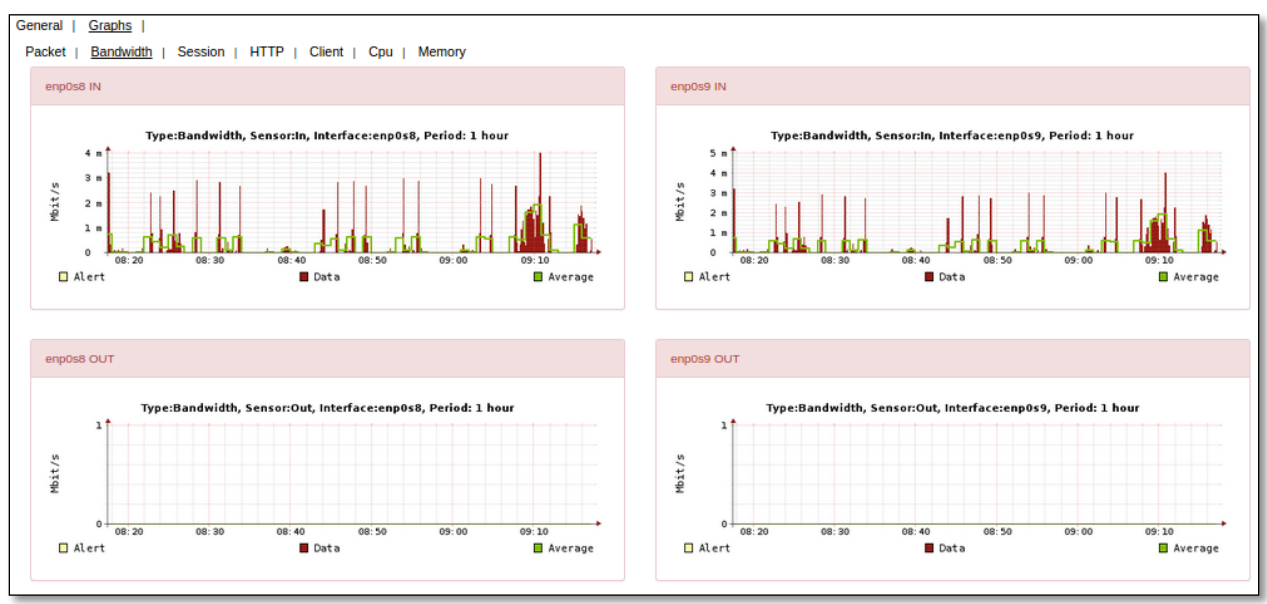 General | Graphs |
Packet | Bandwidth | Session | HTTP | Client | Cpu | Memory
enp0s8 IN
Type:Bandwidth, Sensor:In, Interface:enp0s8, Period: 1 hour
Mbit/s
4 m
3 m
2 m
1 m
0
08:20 08:30 08:40 08:50 09:00 09:10
Alert Data Average
enp0s9 IN
Type:Bandwidth, Sensor:In, Interface:enp0s9, Period: 1 hour
Mbit/s
5 m
4 m
3 m
2 m
1 m
0
08:20 08:30 08:40 08:50 09:00 09:10
Alert Data Average
enp0s8 OUT
Type:Bandwidth, Sensor:Out, Interface:enp0s8, Period: 1 hour
Mbit/s
1
0
08:20 08:30 08:40 08:50 09:00 09:10
Alert Data Average
enp0s9 OUT
Type:Bandwidth, Sensor:Out, Interface:enp0s9, Period: 1 hour
Mbit/s
1
0
08:20 08:30 08:40 08:50 09:00 09:10
Alert Data Average